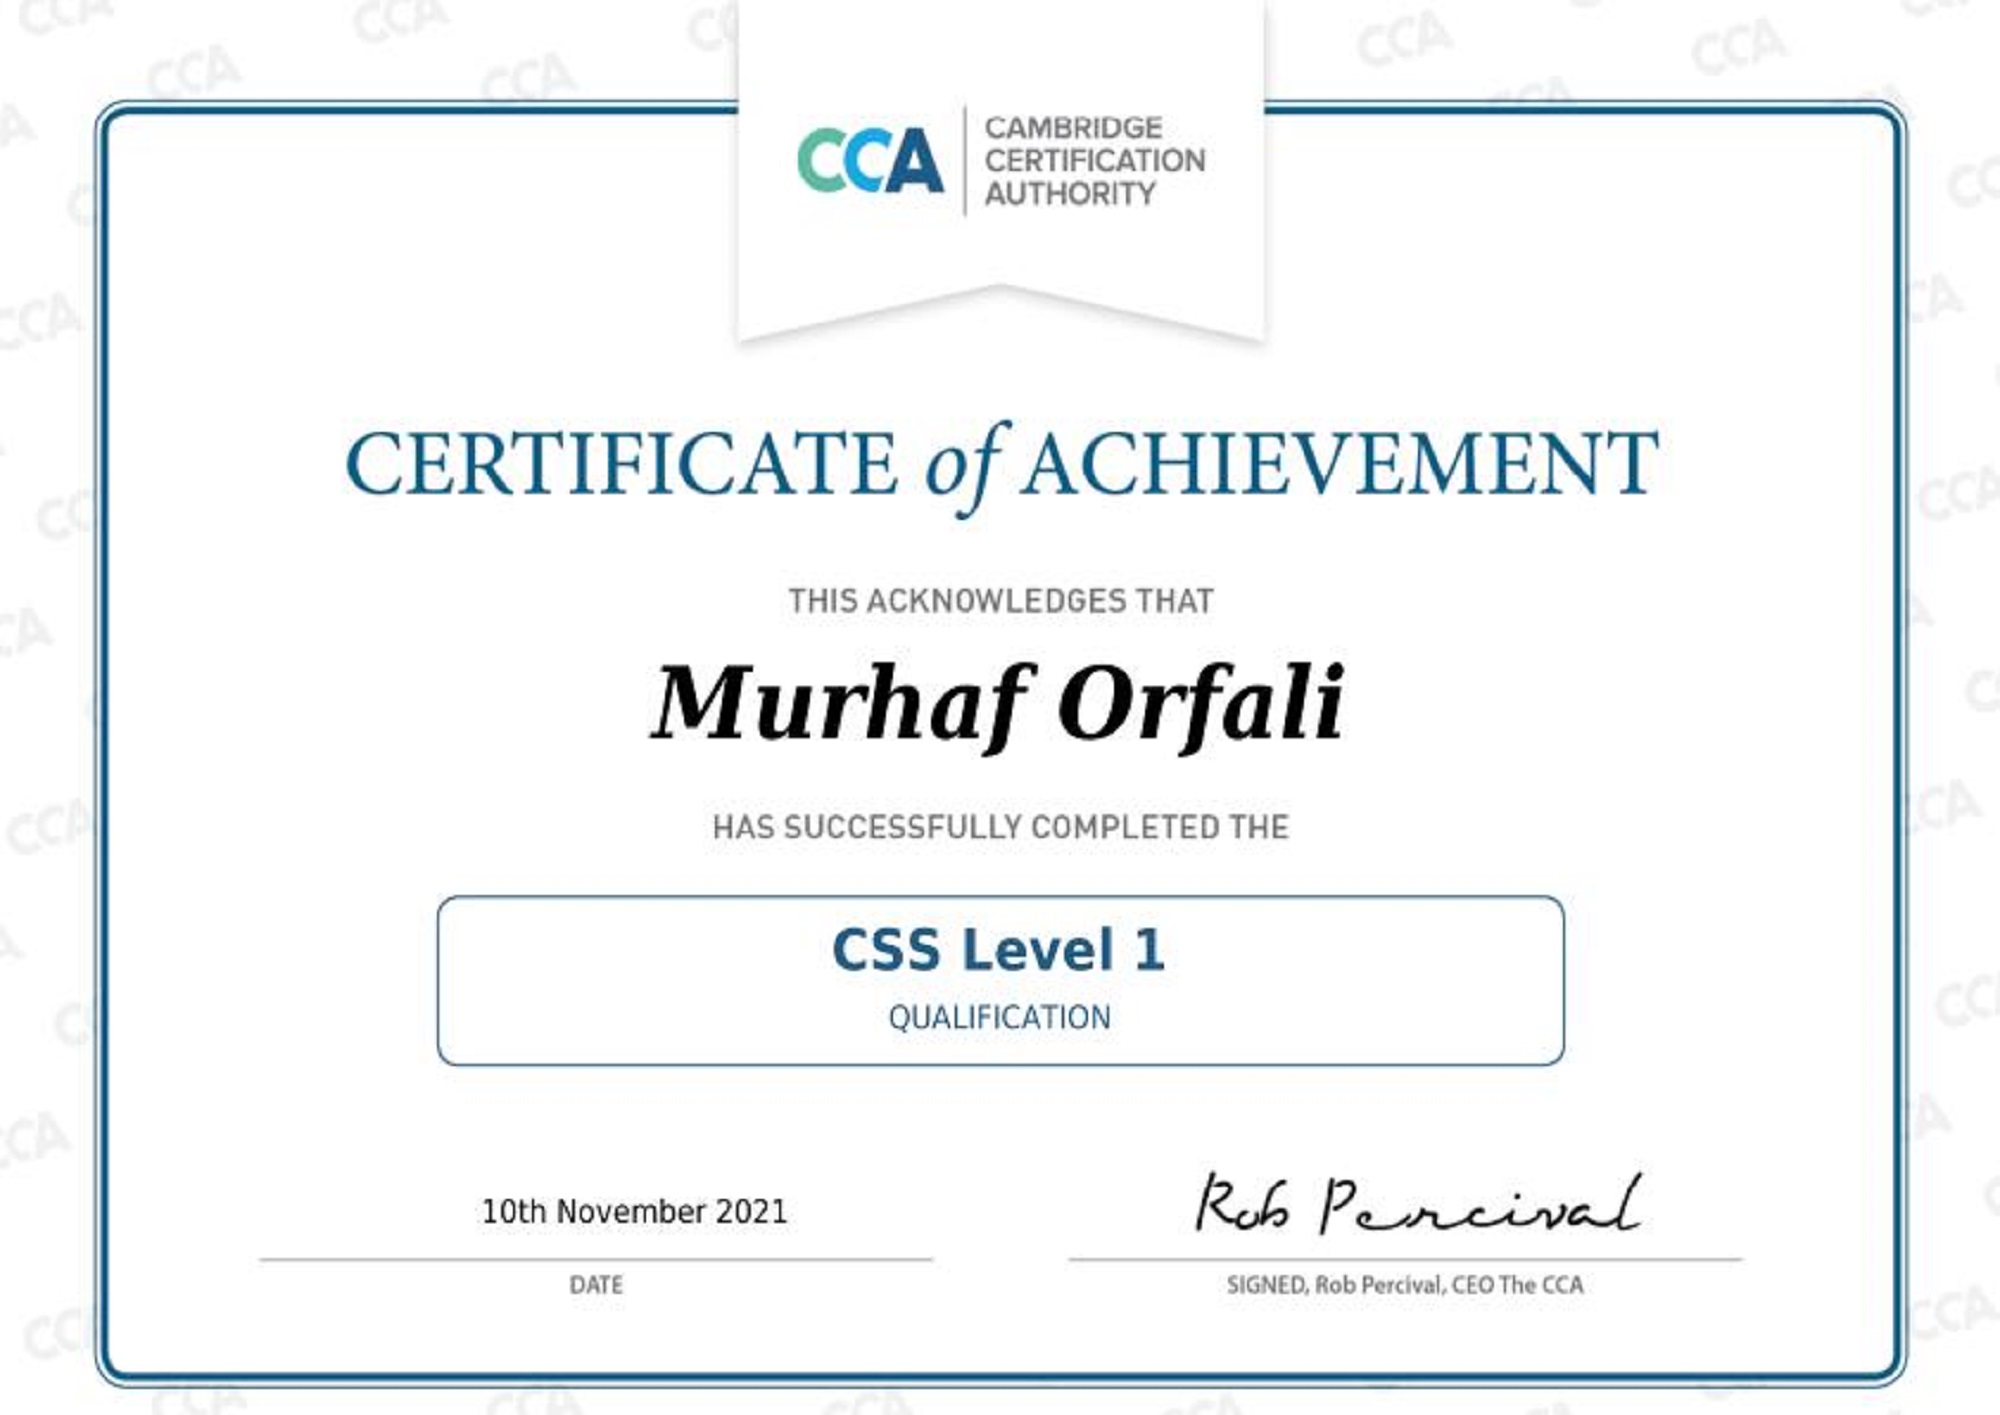 CCA
CAMBRIDGE
CERTIFICATION
AUTHORITY
CERTIFICATE of ACHIEVEMENT
THIS ACKNOWLEDGES THAT
Murhaf Orfali
HAS SUCCESSFULLY COMPLETED THE
CSS Level 1
QUALIFICATION
10th November 2021
Rob Percival
DATE
SIGNED, Rob Percival, CEO The CCA